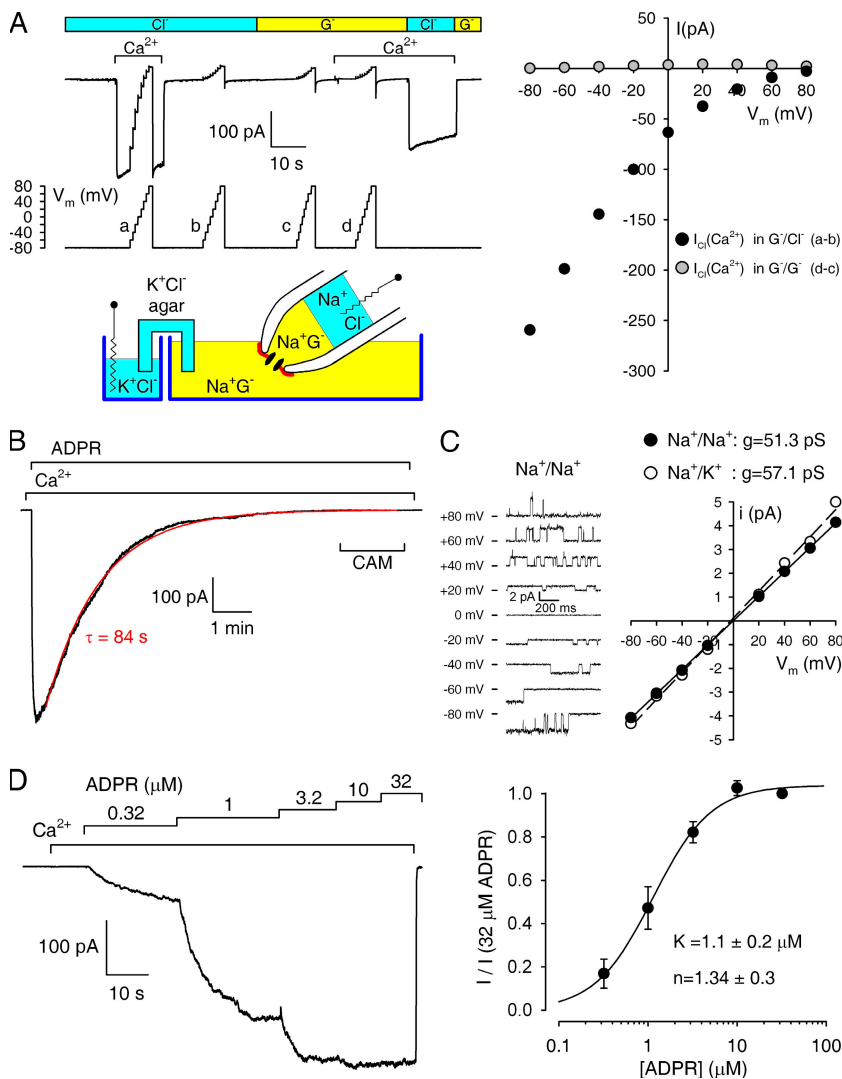 A
Cl⁻ G⁻ Cl⁻ G⁻
Ca²⁺ Ca²⁺
100 pA
10 s
80
40
0
-40
-80
Vₘ (mV)
a b c d
K⁺Cl⁻
agar
K⁺Cl⁻
Na⁺G⁻
Na⁺G⁻
Na⁺
Cl⁻
I(pA)
50
0
-50
-100
-150
-200
-250
-300
-80 -60 -40 -20 20 40 60 80
Vₘ (mV)
I_Cl(Ca²⁺) in G⁻/Cl⁻ (a-b)
I_Cl(Ca²⁺) in G⁻/G⁻ (d-c)
B
ADPR
Ca²⁺
CAM
100 pA
1 min
τ = 84 s
C
Na⁺/Na⁺
+80 mV
+60 mV
+40 mV
+20 mV
2 pA
200 ms
0 mV
-20 mV
-40 mV
-60 mV
-80 mV
Na⁺/Na⁺: g=51.3 pS
Na⁺/K⁺ : g=57.1 pS
i (pA)
5
4
3
2
1
-1
-2
-3
-4
-5
-80 -60 -40 -20 20 40 60 80
Vₘ (mV)
D
ADPR (μM)
0.32 1 3.2 10 32
Ca²⁺
100 pA
10 s
I / I (32 μM ADPR)
1.0
0.8
0.6
0.4
0.2
0.0
K =1.1 ± 0.2 μM
n=1.34 ± 0.3
0.1 1 10 100
[ADPR] (μM)